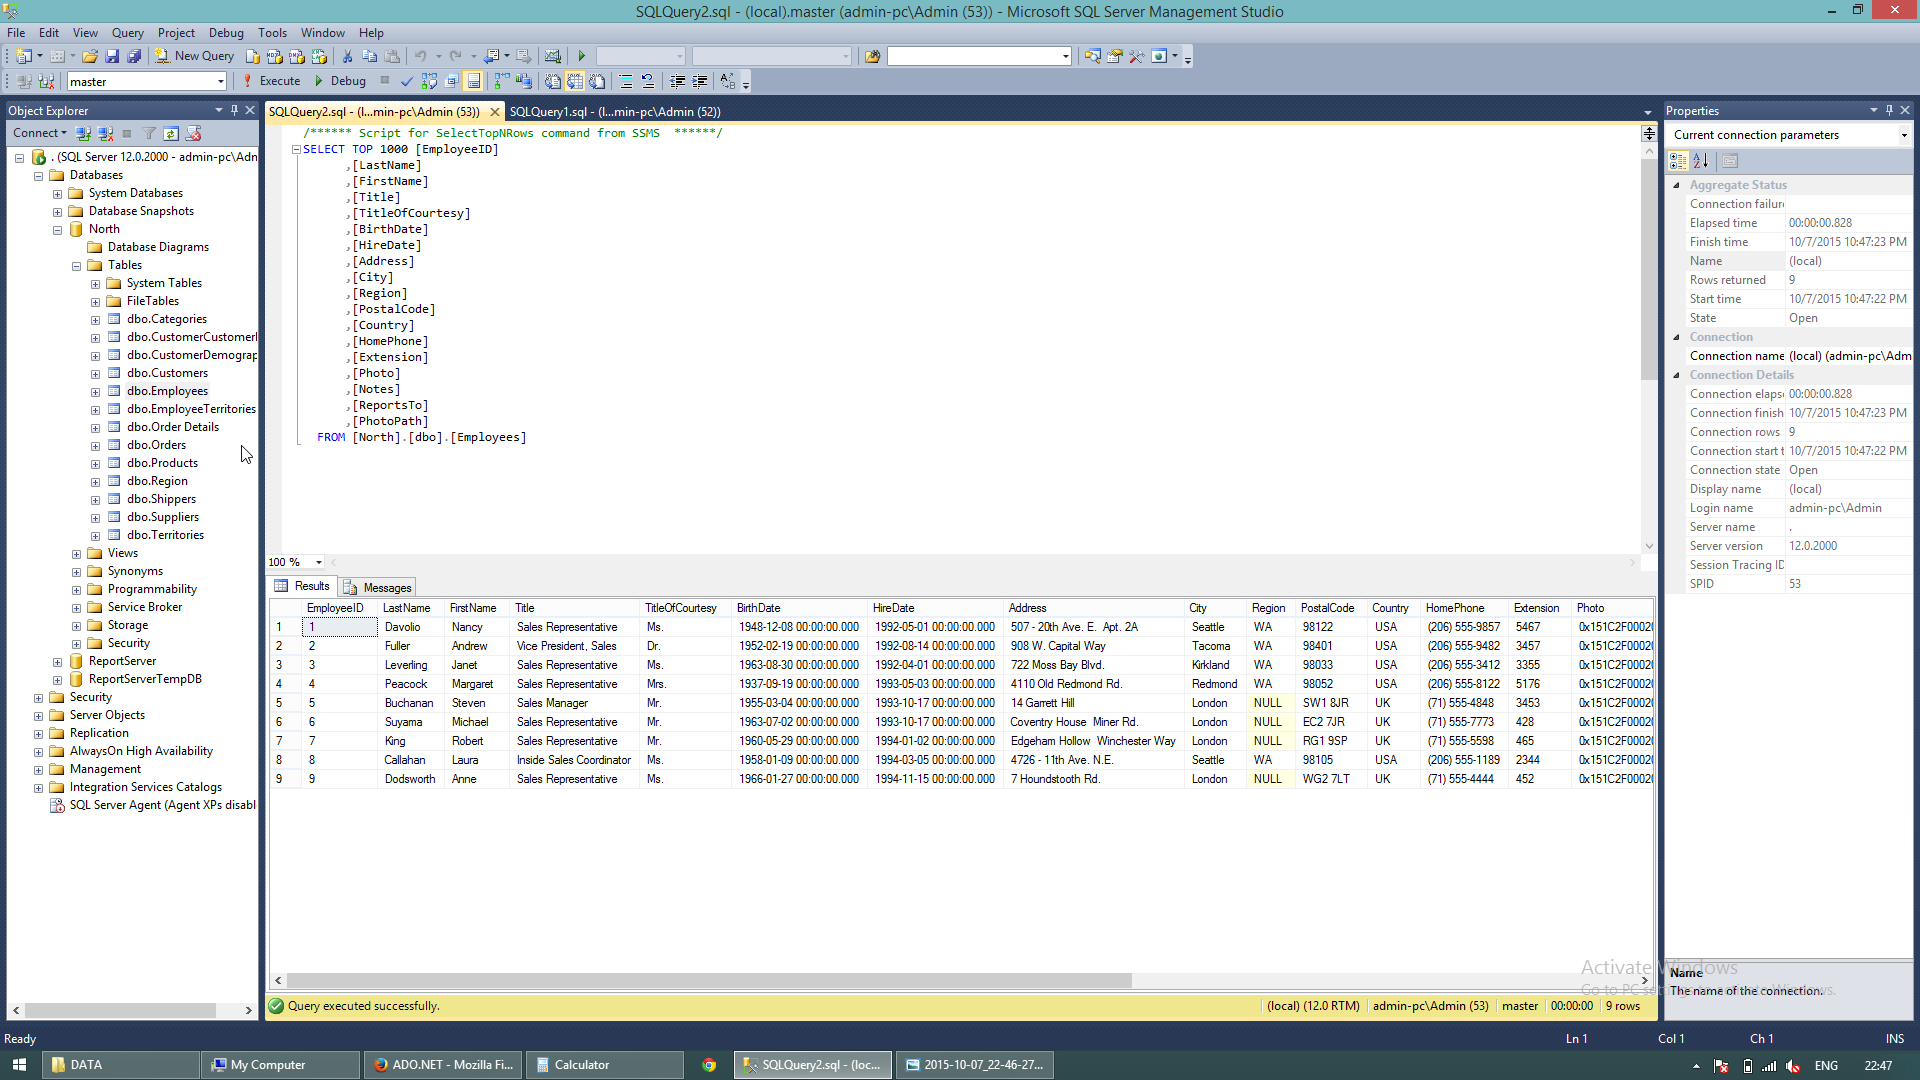 SQLQuery2.sql - (local).master (admin-pc\Admin (53)) - Microsoft SQL Server Management Studio
File Edit View Query Project Debug Tools Window Help
New Query
master Execute Debug
Object Explorer
Connect
. (SQL Server 12.0.2000 - admin-pc\Adn
Databases
System Databases
Database Snapshots
North
Database Diagrams
Tables
System Tables
FileTables
dbo.Categories
dbo.CustomerCustomerI
dbo.CustomerDemograp
dbo.Customers
dbo.Employees
dbo.EmployeeTerritories
dbo.Order Details
dbo.Orders
dbo.Products
dbo.Region
dbo.Shippers
dbo.Suppliers
dbo.Territories
Views
Synonyms
Programmability
Service Broker
Storage
Security
ReportServer
ReportServerTempDB
Security
Server Objects
Replication
AlwaysOn High Availability
Management
Integration Services Catalogs
SQL Server Agent (Agent XPs disabl
SQLQuery2.sql - (l...min-pc\Admin (53)) SQLQuery1.sql - (l...min-pc\Admin (52))
/****** Script for SelectTopNRows command from SSMS ******/
SELECT TOP 1000 [EmployeeID]
,[LastName]
,[FirstName]
,[Title]
,[TitleOfCourtesy]
,[BirthDate]
,[HireDate]
,[Address]
,[City]
,[Region]
,[PostalCode]
,[Country]
,[HomePhone]
,[Extension]
,[Photo]
,[Notes]
,[ReportsTo]
,[PhotoPath]
FROM [North].[dbo].[Employees]
100 %
Results Messages
EmployeeID LastName FirstName Title TitleOfCourtesy BirthDate HireDate Address City Region PostalCode Country HomePhone Extension Photo
1 1 Davolio Nancy Sales Representative Ms. 1948-12-08 00:00:00.000 1992-05-01 00:00:00.000 507 - 20th Ave. E. Apt. 2A Seattle WA 98122 USA (206) 555-9857 5467 0x151C2F00020
2 2 Fuller Andrew Vice President, Sales Dr. 1952-02-19 00:00:00.000 1992-08-14 00:00:00.000 908 W. Capital Way Tacoma WA 98401 USA (206) 555-9482 3457 0x151C2F00020
3 3 Leverling Janet Sales Representative Ms. 1963-08-30 00:00:00.000 1992-04-01 00:00:00.000 722 Moss Bay Blvd. Kirkland WA 98033 USA (206) 555-3412 3355 0x151C2F00020
4 4 Peacock Margaret Sales Representative Mrs. 1937-09-19 00:00:00.000 1993-05-03 00:00:00.000 4110 Old Redmond Rd. Redmond WA 98052 USA (206) 555-8122 5176 0x151C2F00020
5 5 Buchanan Steven Sales Manager Mr. 1955-03-04 00:00:00.000 1993-10-17 00:00:00.000 14 Garrett Hill London NULL SW1 8JR UK (71) 555-4848 3453 0x151C2F00020
6 6 Suyama Michael Sales Representative Mr. 1963-07-02 00:00:00.000 1993-10-17 00:00:00.000 Coventry House Miner Rd. London NULL EC2 7JR UK (71) 555-7773 428 0x151C2F00020
7 7 King Robert Sales Representative Mr. 1960-05-29 00:00:00.000 1994-01-02 00:00:00.000 Edgeham Hollow Winchester Way London NULL RG1 9SP UK (71) 555-5598 465 0x151C2F00020
8 8 Callahan Laura Inside Sales Coordinator Ms. 1958-01-09 00:00:00.000 1994-03-05 00:00:00.000 4726 - 11th Ave. N.E. Seattle WA 98105 USA (206) 555-1189 2344 0x151C2F00020
9 9 Dodsworth Anne Sales Representative Ms. 1966-01-27 00:00:00.000 1994-11-15 00:00:00.000 7 Houndstooth Rd. London NULL WG2 7LT UK (71) 555-4444 452 0x151C2F00020
Query executed successfully. (local) (12.0 RTM) admin-pc\Admin (53) master 00:00:00 9 rows
Properties
Current connection parameters
Aggregate Status
Connection failure
Elapsed time 00:00:00.828
Finish time 10/7/2015 10:47:23 PM
Name (local)
Rows returned 9
Start time 10/7/2015 10:47:22 PM
State Open
Connection
Connection name (local) (admin-pc\Adm
Connection Details
Connection elaps 00:00:00.828
Connection finish 10/7/2015 10:47:23 PM
Connection rows 9
Connection start t 10/7/2015 10:47:22 PM
Connection state Open
Display name (local)
Login name admin-pc\Admin
Server name .
Server version 12.0.2000
Session Tracing ID
SPID 53
Activate Windows
Name
The name of the connection.
Ready Ln 1 Col 1 Ch 1 INS
DATA My Computer ADO.NET - Mozilla Fi... Calculator SQLQuery2.sql - (loc... 2015-10-07_22-46-27... ENG 22:47